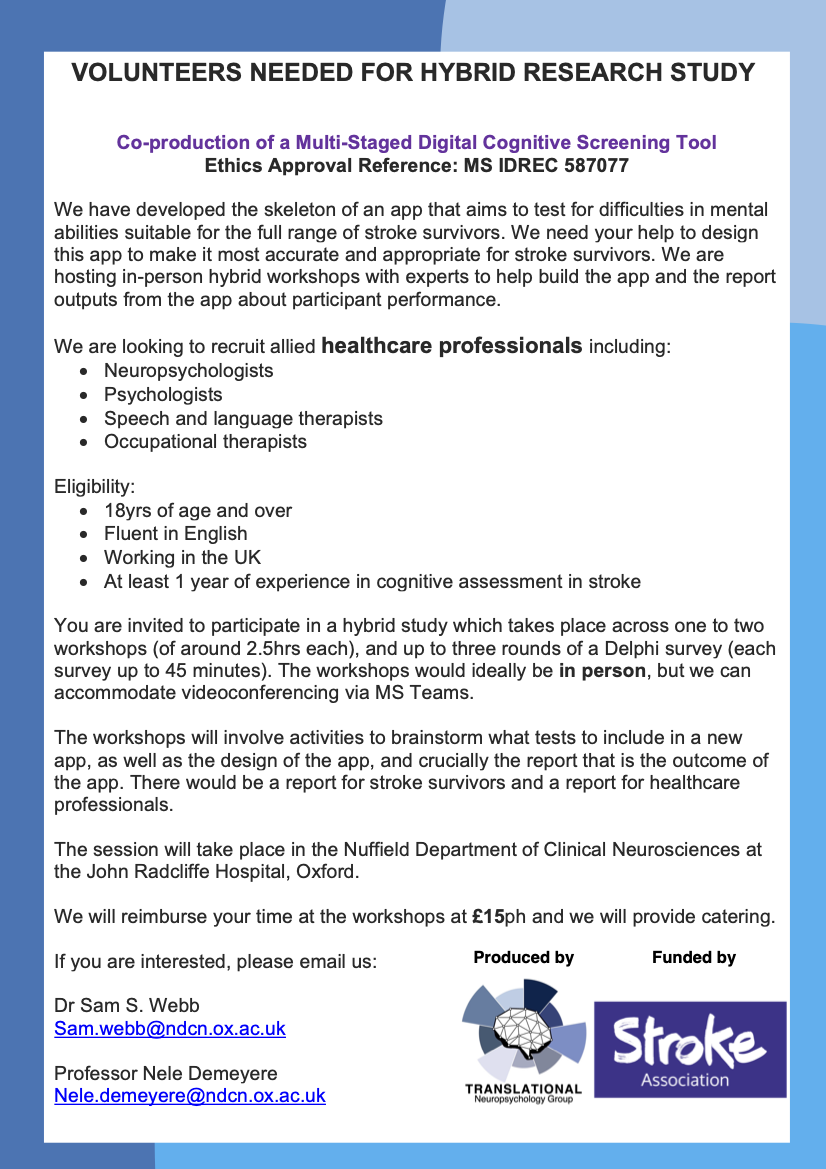 VOLUNTEERS NEEDED FOR HYBRID RESEARCH STUDY
Co-production of a Multi-Staged Digital Cognitive Screening Tool
Ethics Approval Reference: MS IDREC 587077
We have developed the skeleton of an app that aims to test for difficulties in mental
abilities suitable for the full range of stroke survivors. We need your help to design
this app to make it most accurate and appropriate for stroke survivors. We are
hosting in-person hybrid workshops with experts to help build the app and the report
outputs from the app about participant performance.
We are looking to recruit allied healthcare professionals including:
• Neuropsychologists
• Psychologists
• Speech and language therapists
• Occupational therapists
Eligibility:
• 18yrs of age and over
• Fluent in English
• Working in the UK
• At least 1 year of experience in cognitive assessment in stroke
You are invited to participate in a hybrid study which takes place across one to two
workshops (of around 2.5hrs each), and up to three rounds of a Delphi survey (each
survey up to 45 minutes). The workshops would ideally be in person, but we can
accommodate videoconferencing via MS Teams.
The workshops will involve activities to brainstorm what tests to include in a new
app, as well as the design of the app, and crucially the report that is the outcome of
the app. There would be a report for stroke survivors and a report for healthcare
professionals.
The session will take place in the Nuffield Department of Clinical Neurosciences at
the John Radcliffe Hospital, Oxford.
We will reimburse your time at the workshops at £15ph and we will provide catering.
If you are interested, please email us:
Dr Sam S. Webb
Sam.webb@ndcn.ox.ac.uk
Professor Nele Demeyere
Nele.demeyere@ndcn.ox.ac.uk
Produced by
TRANSLATIONAL
Neuropsychology Group
Funded by
Stroke
Association